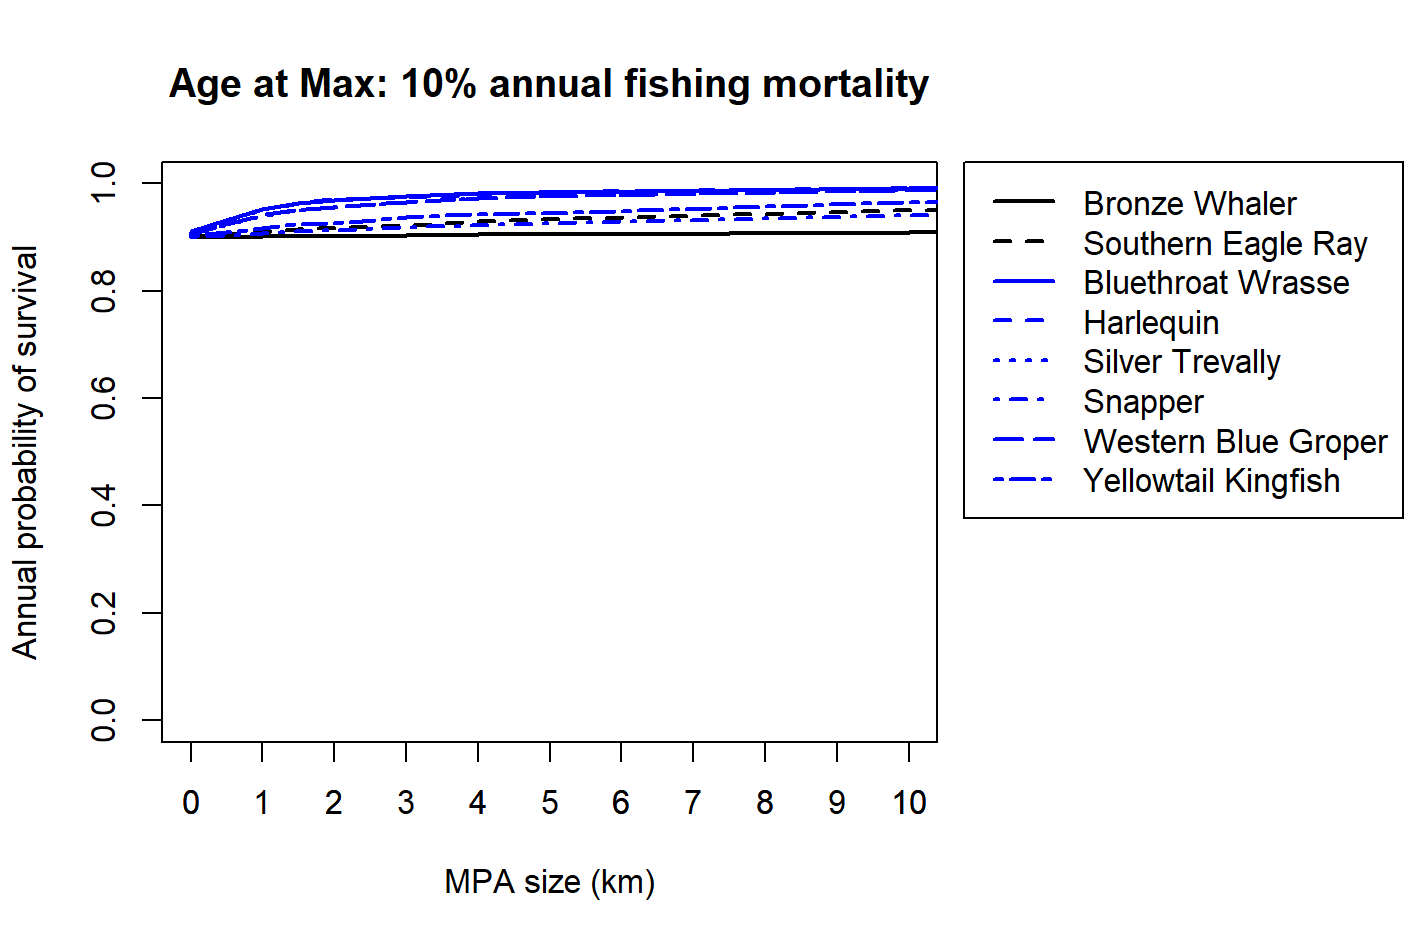 Age at Max: 10% annual fishing mortality
Annual probability of survival
1.0
0.8
0.6
0.4
0.2
0.0
0 1 2 3 4 5 6 7 8 9 10
MPA size (km)
Bronze Whaler
Southern Eagle Ray
Bluethroat Wrasse
Harlequin
Silver Trevally
Snapper
Western Blue Groper
Yellowtail Kingfish